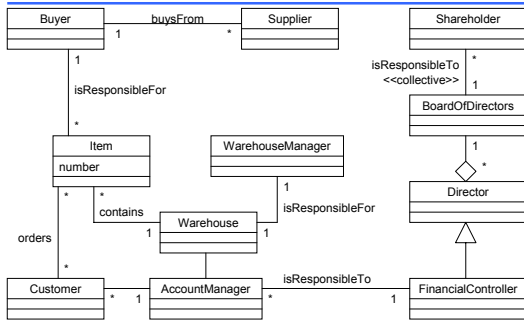 Buyer
buysFrom
Supplier
Shareholder
1
*
1
*
isResponsibleTo
<<collective>>
isResponsibleFor
1
BoardOfDirectors
*
1
Item
WarehouseManager
number
*
Director
1
*
*
isResponsibleFor
contains
Warehouse
1
1
orders
*
isResponsibleTo
Customer
AccountManager
FinancialController
*
1
*
1